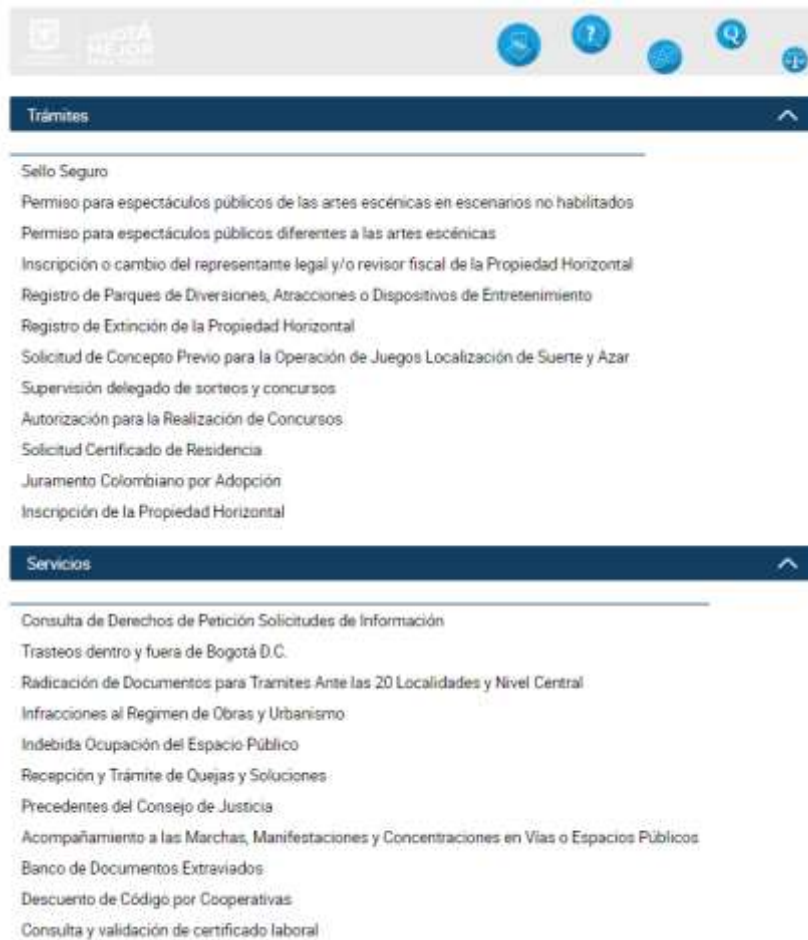 BOGOTÁ
MEJOR
PARA TODOS
?
Q
Trámites
Sello Seguro
Permiso para espectáculos públicos de las artes escénicas en escenarios no habilitados
Permiso para espectáculos públicos diferentes a las artes escénicas
Inscripción o cambio del representante legal y/o revisor fiscal de la Propiedad Horizontal
Registro de Parques de Diversiones, Atracciones o Dispositivos de Entretenimiento
Registro de Extinción de la Propiedad Horizontal
Solicitud de Concepto Previo para la Operación de Juegos Localización de Suerte y Azar
Supervisión delegado de sorteos y concursos
Autorización para la Realización de Concursos
Solicitud Certificado de Residencia
Juramento Colombiano por Adopción
Inscripción de la Propiedad Horizontal
Servicios
Consulta de Derechos de Petición Solicitudes de Información
Trasteos dentro y fuera de Bogotá D.C.
Radicación de Documentos para Tramites Ante las 20 Localidades y Nivel Central
Infracciones al Regimen de Obras y Urbanismo
Indebida Ocupación del Espacio Público
Recepción y Trámite de Quejas y Soluciones
Precedentes del Consejo de Justicia
Acompañamiento a las Marchas, Manifestaciones y Concentraciones en Vías o Espacios Públicos
Banco de Documentos Extraviados
Descuento de Código por Cooperativas
Consulta y validación de certificado laboral